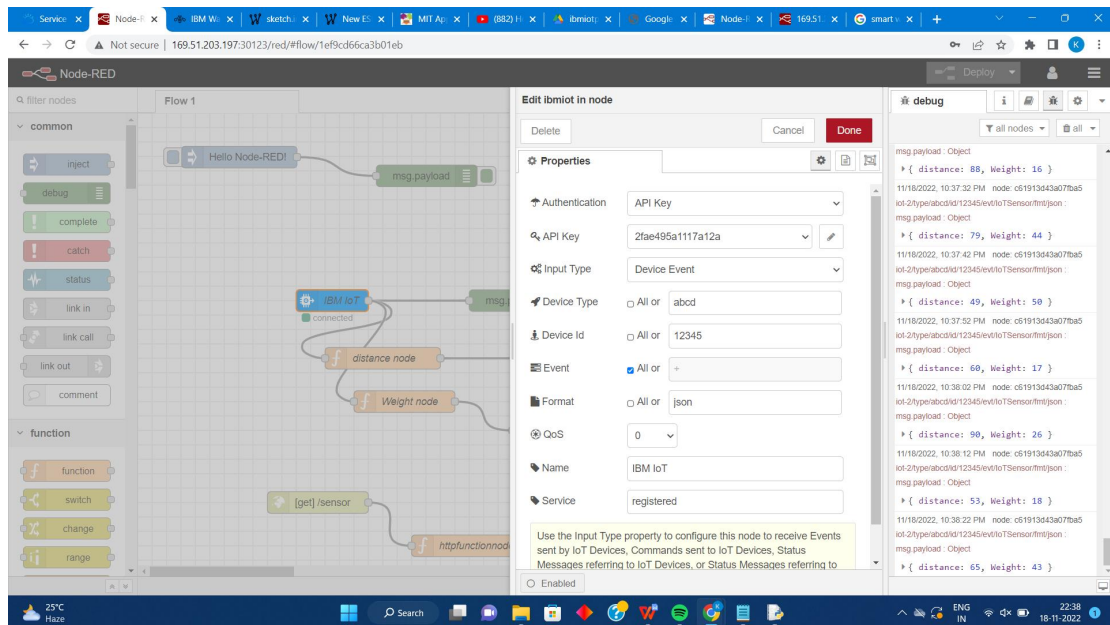 Service
Node-R
IBM Wa
sketch.
New ES
MIT Ap
(882) H
ibmiotp
Google
Node-R
169.51.
smart w
Not secure | 169.51.203.197:30123/red/#flow/1ef9cd66ca3b01eb
K
Node-RED
Deploy
filter nodes
common
inject
debug
complete
catch
status
link in
link call
link out
comment
function
function
switch
change
range
Flow 1
Hello Node-RED!
msg.payload
IBM IoT
connected
msg.p
distance node
Weight node
[get] /sensor
httpfunctionnod
Edit ibmiot in node
Delete
Cancel
Done
Properties
Authentication API Key
API Key 2fae495a1117a12a
Input Type Device Event
Device Type All or abcd
Device Id All or 12345
Event All or +
Format All or json
QoS 0
Name IBM IoT
Service registered
Use the Input Type property to configure this node to receive Events
sent by IoT Devices, Commands sent to IoT Devices, Status
Messages referring to IoT Devices, or Status Messages referring to
Enabled
debug
i
all nodes
all
msg.payload : Object
{ distance: 88, Weight: 16 }
11/18/2022, 10:37:32 PM node: c61913d43a07fba5
iot-2/type/abcd/id/12345/evt/IoTSensor/fmt/json :
msg.payload : Object
{ distance: 79, Weight: 44 }
11/18/2022, 10:37:42 PM node: c61913d43a07fba5
iot-2/type/abcd/id/12345/evt/IoTSensor/fmt/json :
msg.payload : Object
{ distance: 49, Weight: 50 }
11/18/2022, 10:37:52 PM node: c61913d43a07fba5
iot-2/type/abcd/id/12345/evt/IoTSensor/fmt/json :
msg.payload : Object
{ distance: 60, Weight: 17 }
11/18/2022, 10:38:02 PM node: c61913d43a07fba5
iot-2/type/abcd/id/12345/evt/IoTSensor/fmt/json :
msg.payload : Object
{ distance: 90, Weight: 26 }
11/18/2022, 10:38:12 PM node: c61913d43a07fba5
iot-2/type/abcd/id/12345/evt/IoTSensor/fmt/json :
msg.payload : Object
{ distance: 53, Weight: 18 }
11/18/2022, 10:38:22 PM node: c61913d43a07fba5
iot-2/type/abcd/id/12345/evt/IoTSensor/fmt/json :
msg.payload : Object
{ distance: 65, Weight: 43 }
25°C
Haze
Search
ENG
IN
22:38
18-11-2022
1